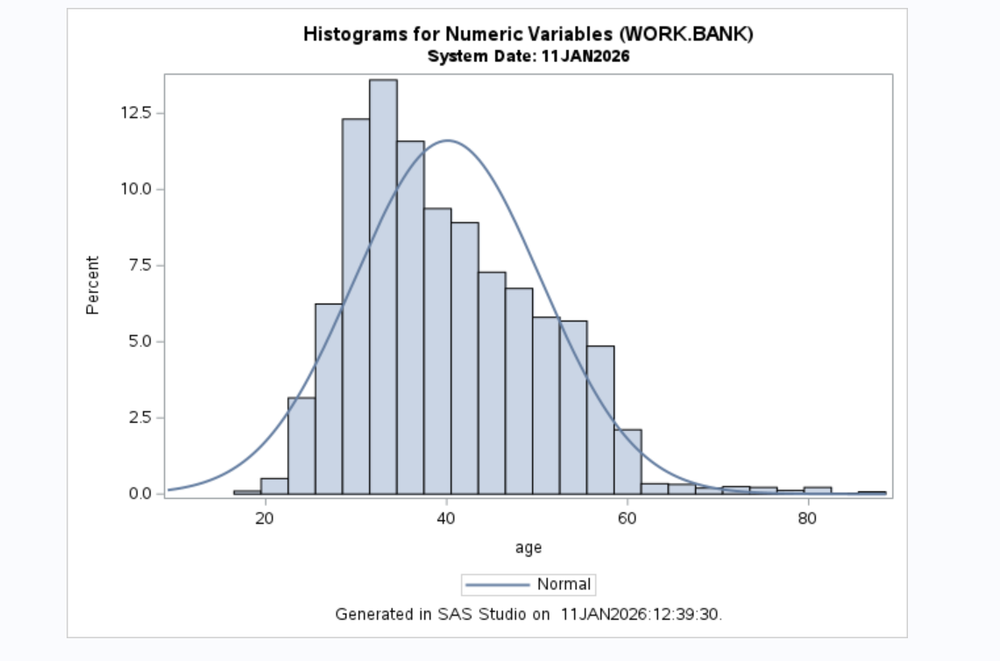 Histograms for Numeric Variables (WORK.BANK)
System Date: 11JAN2026
12.5
10.0
7.5
5.0
2.5
0.0
Percent
20 40 60 80
age
Normal
Generated in SAS Studio on 11JAN2026:12:39:30.